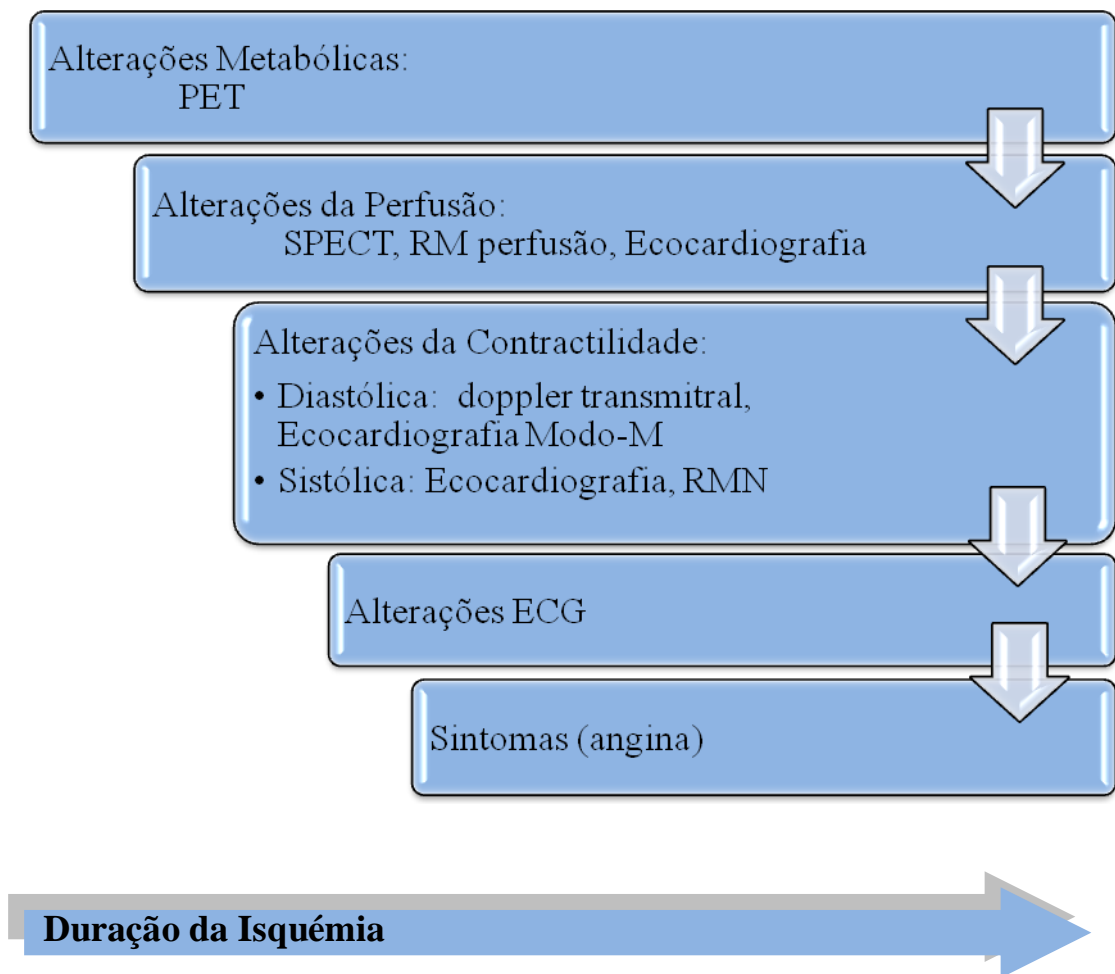 Alterações Metabólicas:
PET
Alterações da Perfusão:
SPECT, RM perfusão, Ecocardiografia
Alterações da Contractilidade:
• Diastólica: doppler transmitral,
Ecocardiografia Modo-M
• Sistólica: Ecocardiografia, RMN
Alterações ECG
Sintomas (angina)
Duração da Isquémia